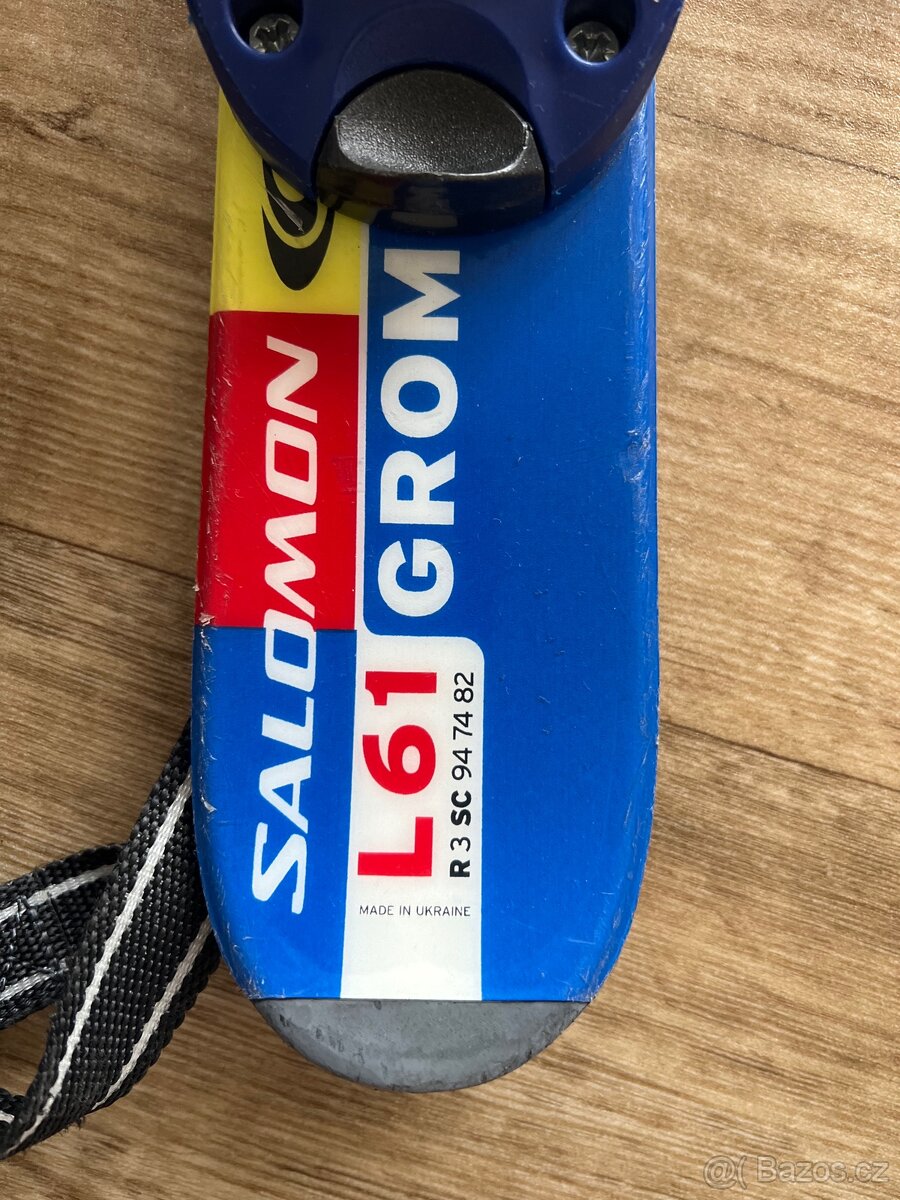 SALOMON
GROM
L 61
R 3 SC 94 74 82
MADE IN UKRAINE
@( Bazos.cz